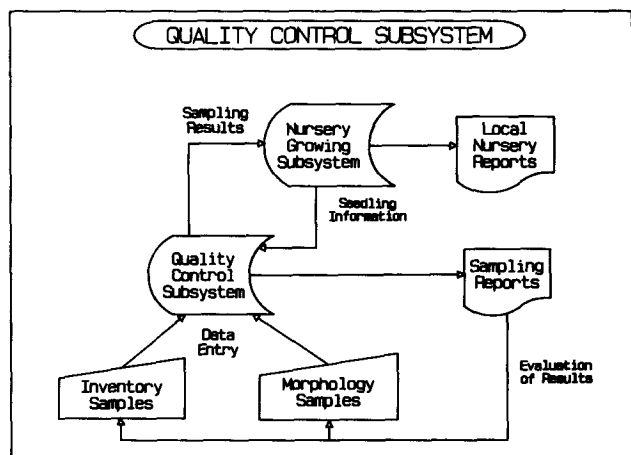 QUALITY CONTROL SUBSYSTEM
Sampling
Results
Nursery
Growing
Subsystem
Local
Nursery
Reports
Seedling
Information
Quality
Control
Subsystem
Sampling
Reports
Data
Entry
Evaluation
of Results
Inventory
Samples
Morphology
Samples